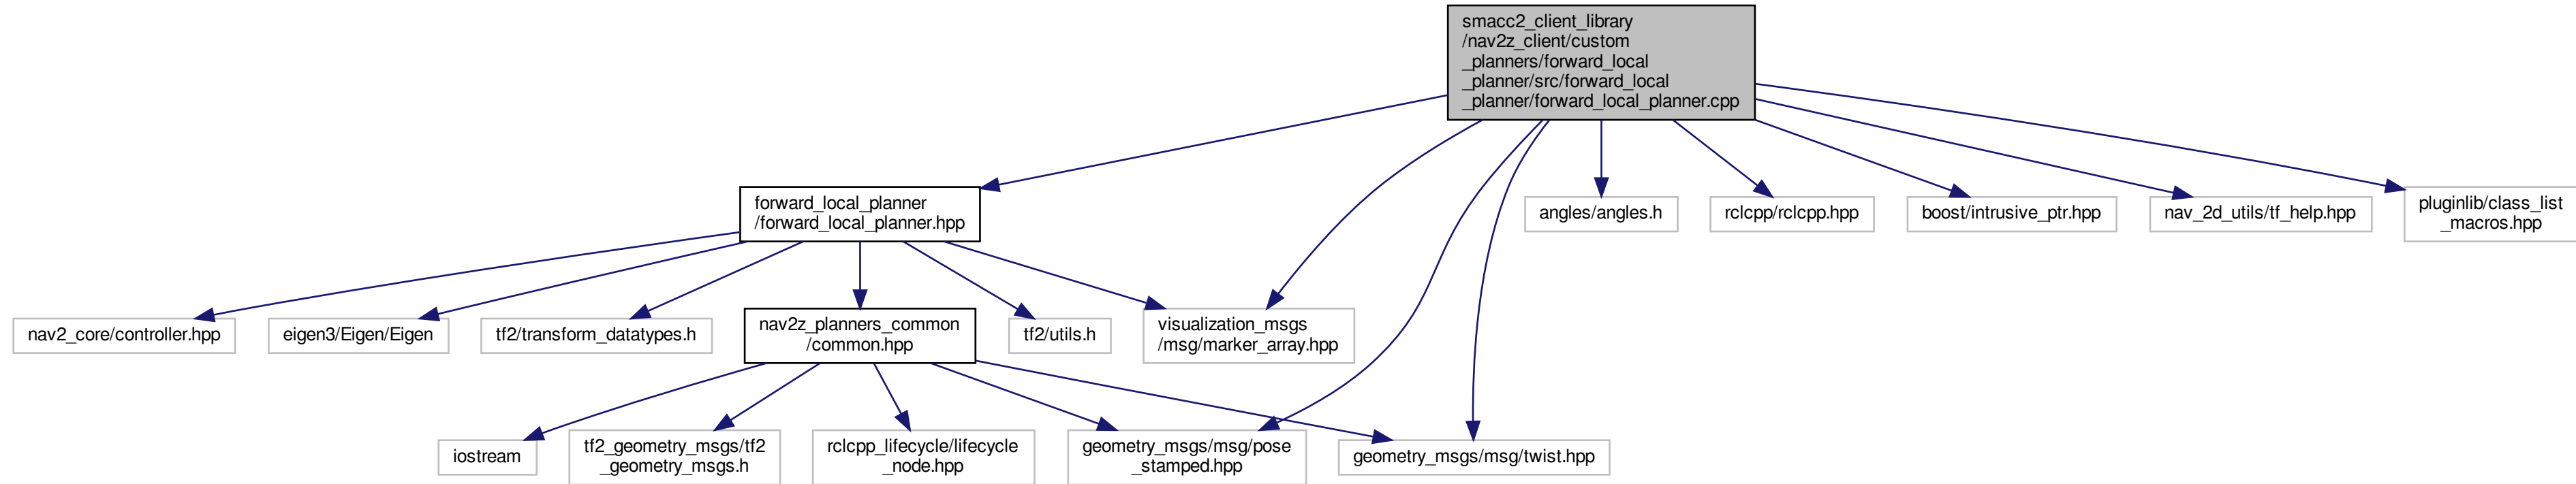 smacc2_client_library
/nav2z_client/custom
_planners/forward_local
_planner/src/forward_local
_planner/forward_local_planner.cpp
forward_local_planner
/forward_local_planner.hpp
angles/angles.h
rclcpp/rclcpp.hpp
boost/intrusive_ptr.hpp
nav_2d_utils/tf_help.hpp
pluginlib/class_list
_macros.hpp
nav2_core/controller.hpp
eigen3/Eigen/Eigen
tf2/transform_datatypes.h
nav2z_planners_common
/common.hpp
tf2/utils.h
visualization_msgs
/msg/marker_array.hpp
iostream
tf2_geometry_msgs/tf2
_geometry_msgs.h
rclcpp_lifecycle/lifecycle
_node.hpp
geometry_msgs/msg/pose
_stamped.hpp
geometry_msgs/msg/twist.hpp